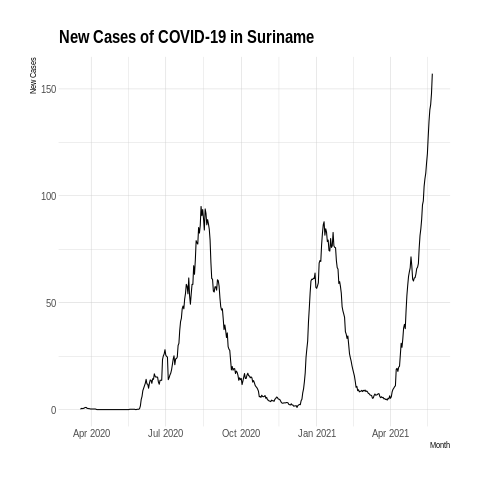 New Cases of COVID-19 in Suriname
New Cases
150
100
50
0
Apr 2020 Jul 2020 Oct 2020 Jan 2021 Apr 2021
Month